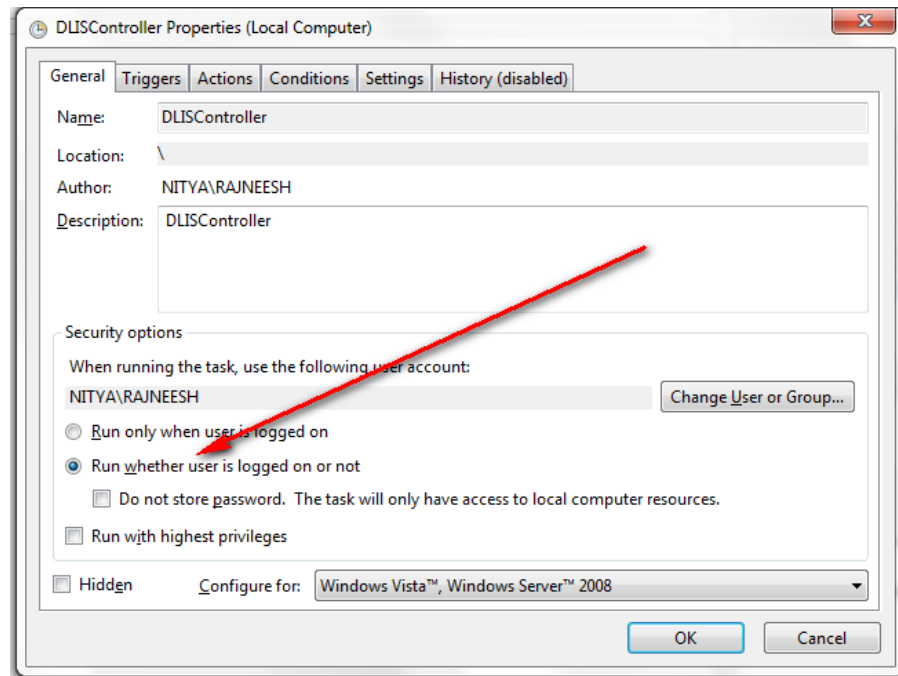 DLISController Properties (Local Computer)
General Triggers Actions Conditions Settings History (disabled)
Name: DLISController
Location: \
Author: NITYA\RAJNEESH
Description: DLISController
Security options
When running the task, use the following user account:
NITYA\RAJNEESH Change User or Group...
Run only when user is logged on
Run whether user is logged on or not
Do not store password. The task will only have access to local computer resources.
Run with highest privileges
Hidden Configure for: Windows Vista™, Windows Server™ 2008
OK Cancel